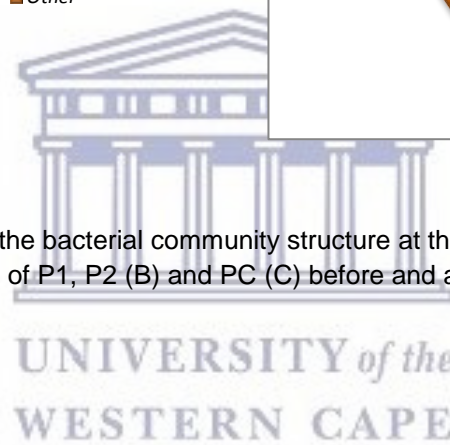 Other
the bacterial community structure at th
of P1, P2 (B) and PC (C) before and a
UNIVERSITY of the
WESTERN CAPE